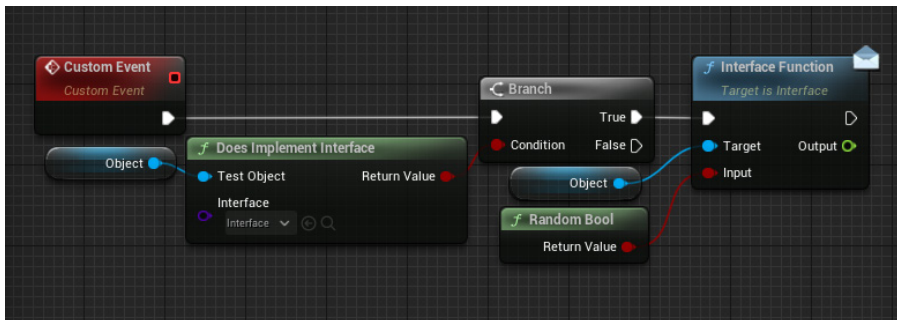 Custom Event
Custom Event
Object
Does Implement Interface
Test Object
Return Value
Interface
Interface
Branch
True
Condition
False
Object
Random Bool
Return Value
Interface Function
Target is Interface
Target
Output
Input